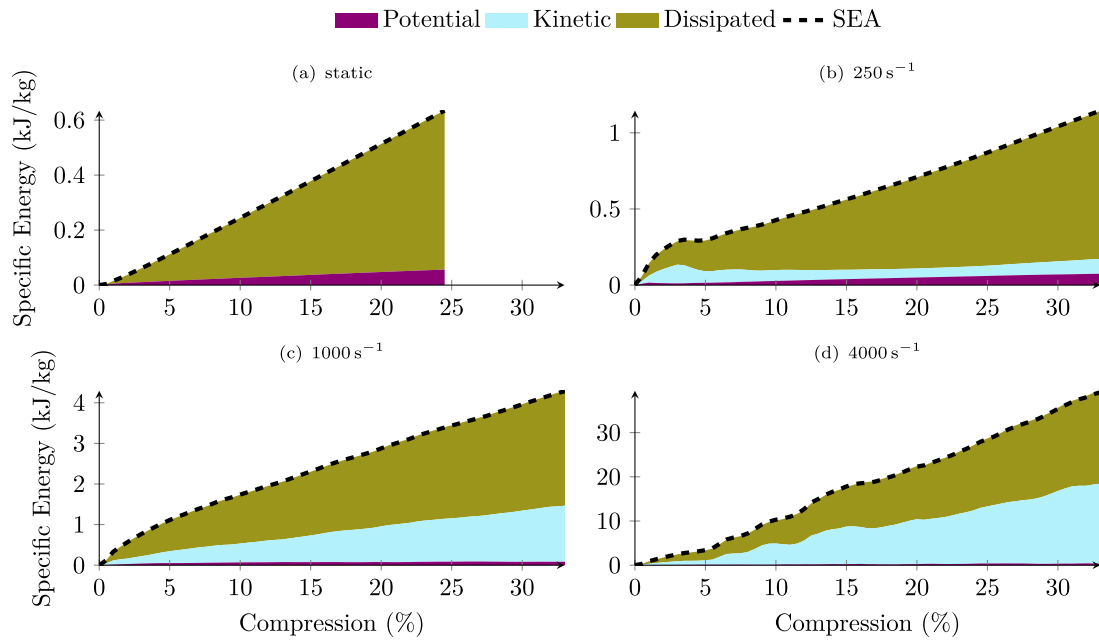 Potential Kinetic Dissipated SEA
(a) static
(b) 250 s⁻¹
Specific Energy (kJ/kg)
0.6
0.4
0.2
0
0 5 10 15 20 25 30
1
0.5
0
0 5 10 15 20 25 30
(c) 1000 s⁻¹
(d) 4000 s⁻¹
Specific Energy (kJ/kg)
4
3
2
1
0
0 5 10 15 20 25 30
Compression (%)
30
20
10
0
0 5 10 15 20 25 30
Compression (%)